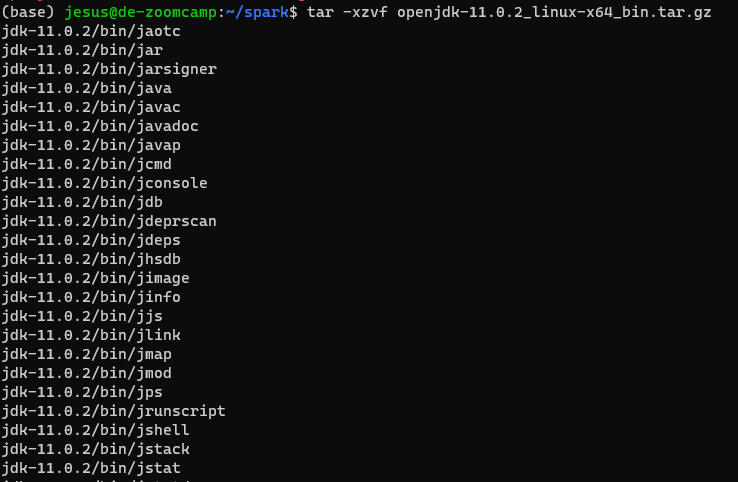 (base) jesus@de-zoomcamp:~/spark$ tar -xzvf openjdk-11.0.2_linux-x64_bin.tar.gz
jdk-11.0.2/bin/jaotc
jdk-11.0.2/bin/jar
jdk-11.0.2/bin/jarsigner
jdk-11.0.2/bin/java
jdk-11.0.2/bin/javac
jdk-11.0.2/bin/javadoc
jdk-11.0.2/bin/javap
jdk-11.0.2/bin/jcmd
jdk-11.0.2/bin/jconsole
jdk-11.0.2/bin/jdb
jdk-11.0.2/bin/jdeprscan
jdk-11.0.2/bin/jdeps
jdk-11.0.2/bin/jhsdb
jdk-11.0.2/bin/jimage
jdk-11.0.2/bin/jinfo
jdk-11.0.2/bin/jjs
jdk-11.0.2/bin/jlink
jdk-11.0.2/bin/jmap
jdk-11.0.2/bin/jmod
jdk-11.0.2/bin/jps
jdk-11.0.2/bin/jrunscript
jdk-11.0.2/bin/jshell
jdk-11.0.2/bin/jstack
jdk-11.0.2/bin/jstat